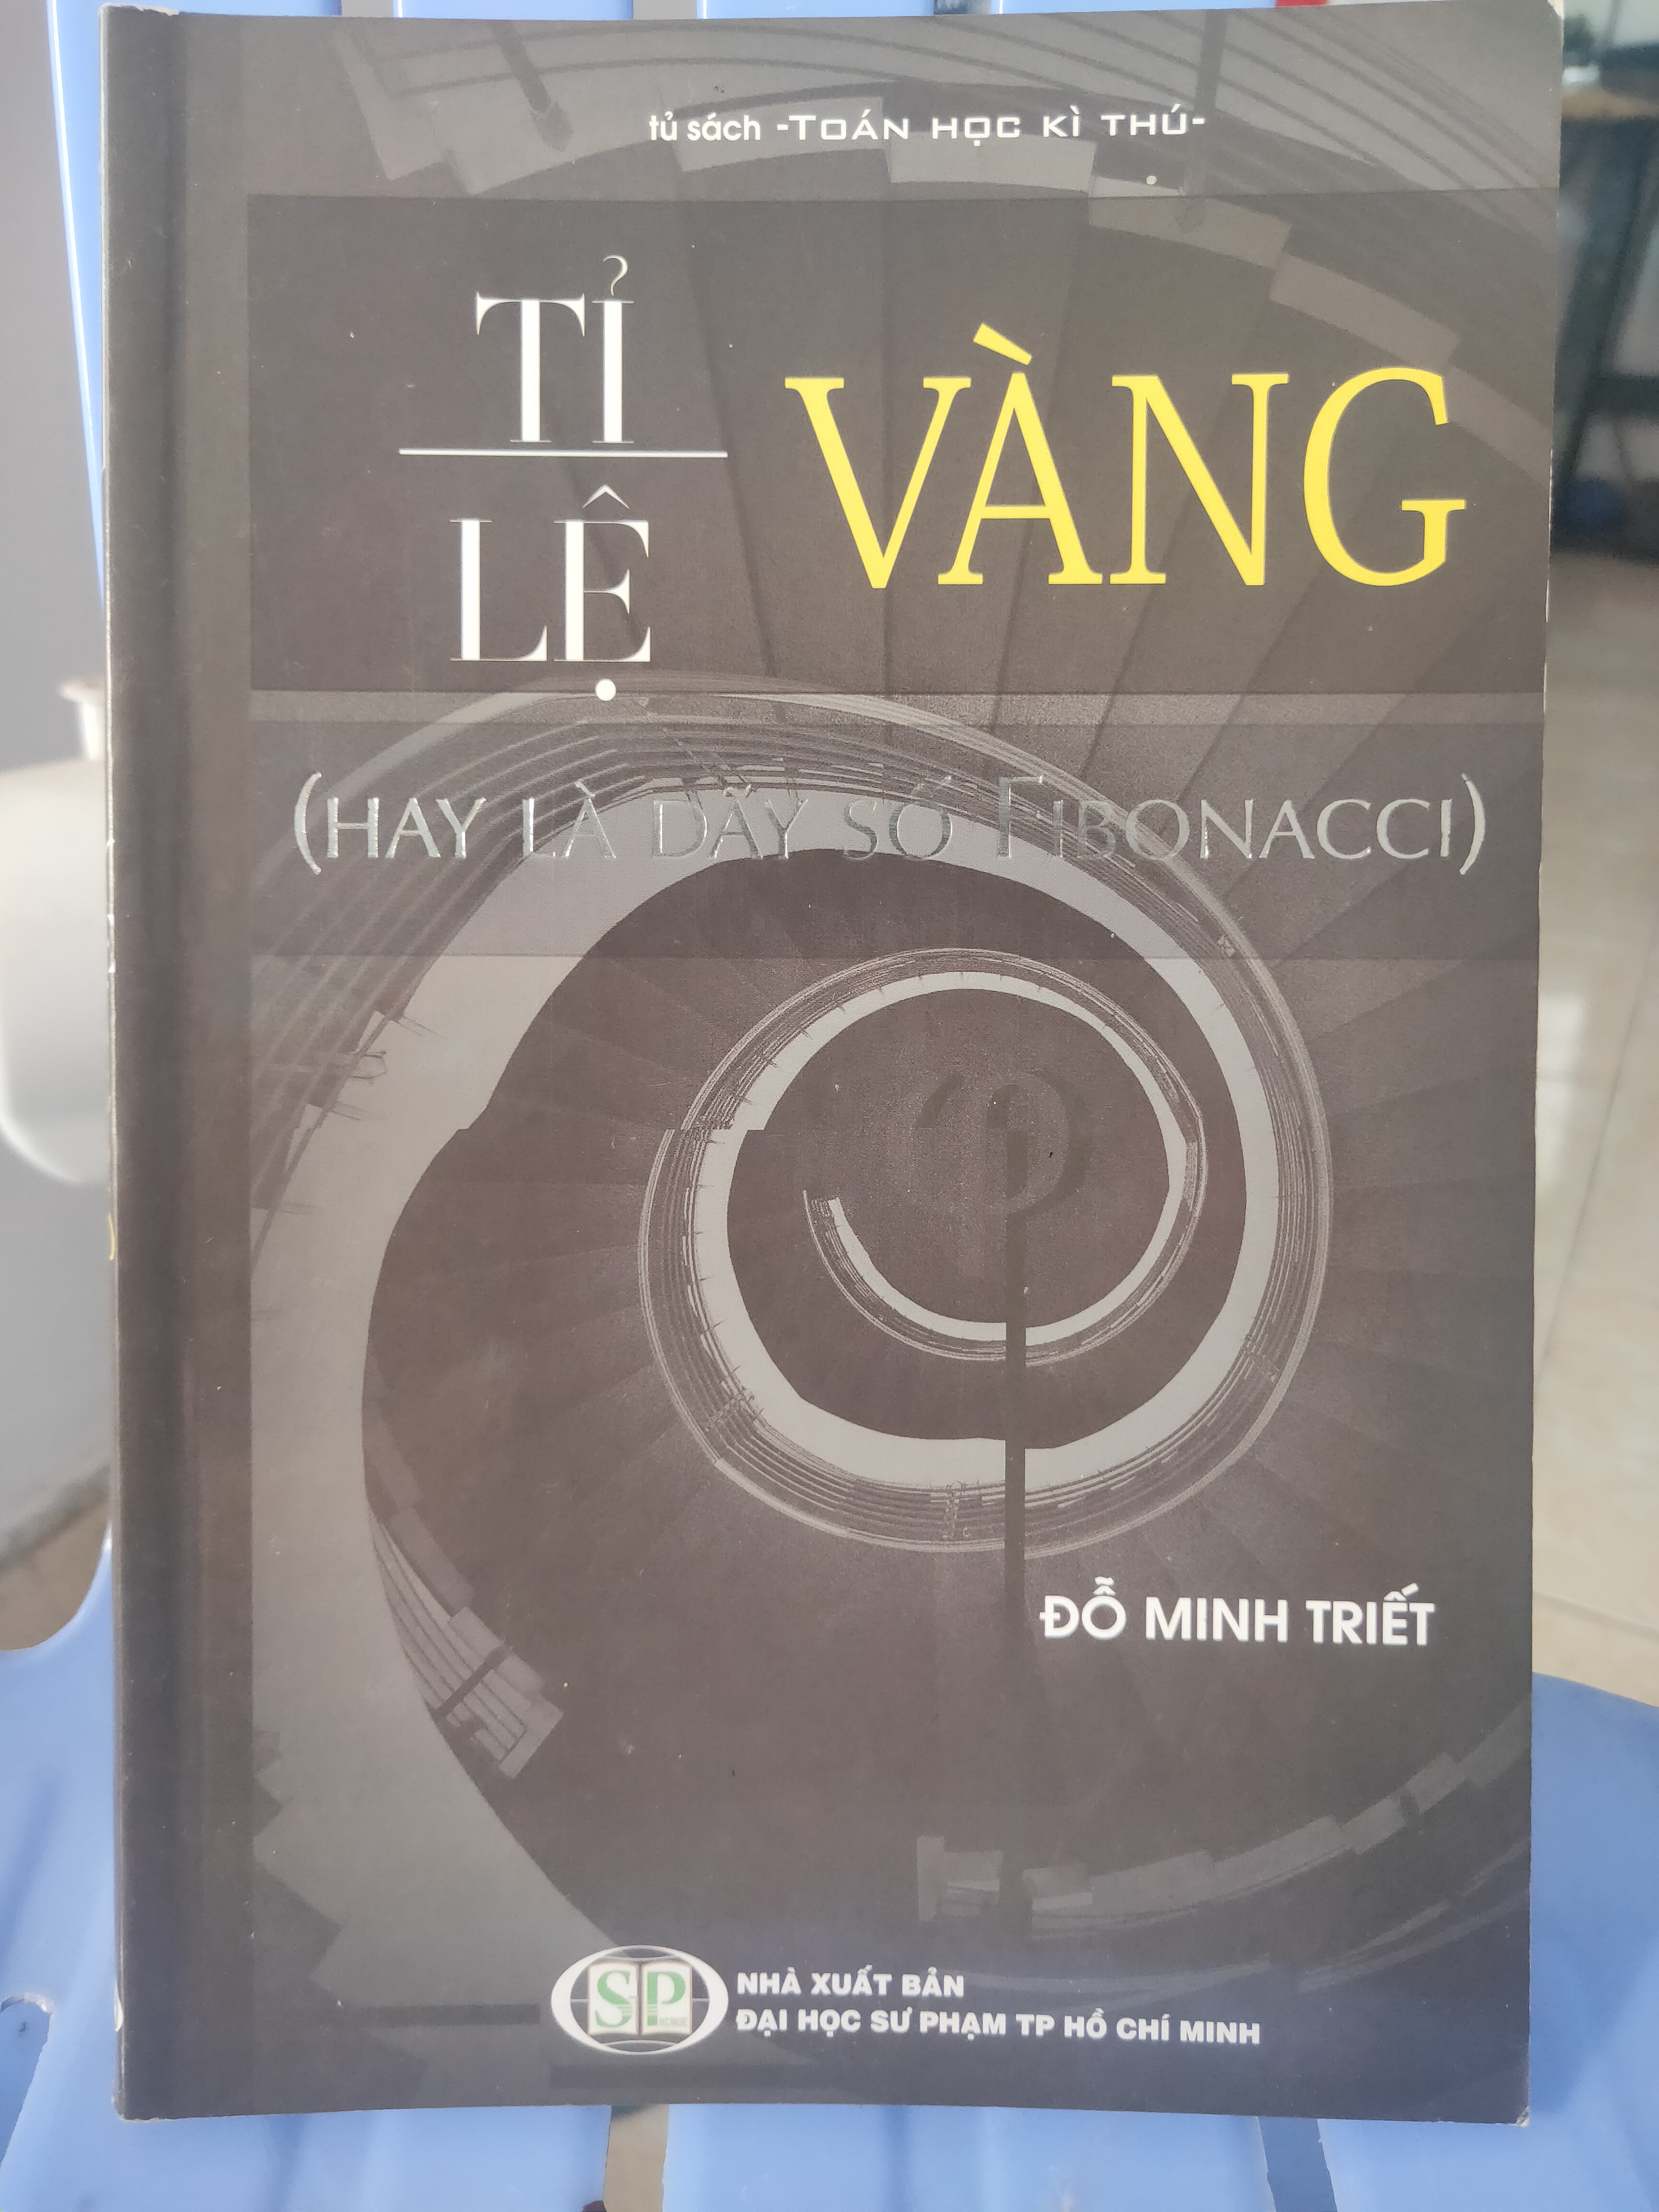 tủ sách -TOÁN HỌC KÌ THÚ-
TỈ
LỆ
VÀNG
(HAY LÀ DÃY SỐ FIBONACCI)
φ
ĐỖ MINH TRIẾT
SP
NHÀ XUẤT BẢN
ĐẠI HỌC SƯ PHẠM TP HỒ CHÍ MINH